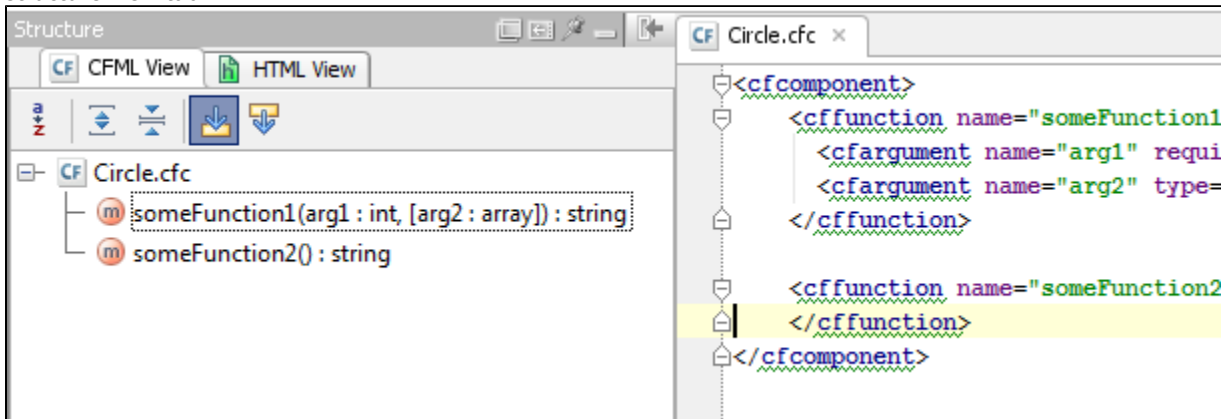 Structure
CF CFML View h HTML View
a
z
CF Circle.cfc
m someFunction1(arg1 : int, [arg2 : array]) : string
m someFunction2() : string
CF Circle.cfc ×
<cfcomponent>
<cffunction name="someFunction1
<cfargument name="arg1" requi
<cfargument name="arg2" type=
</cffunction>
<cffunction name="someFunction2
</cffunction>
</cfcomponent>